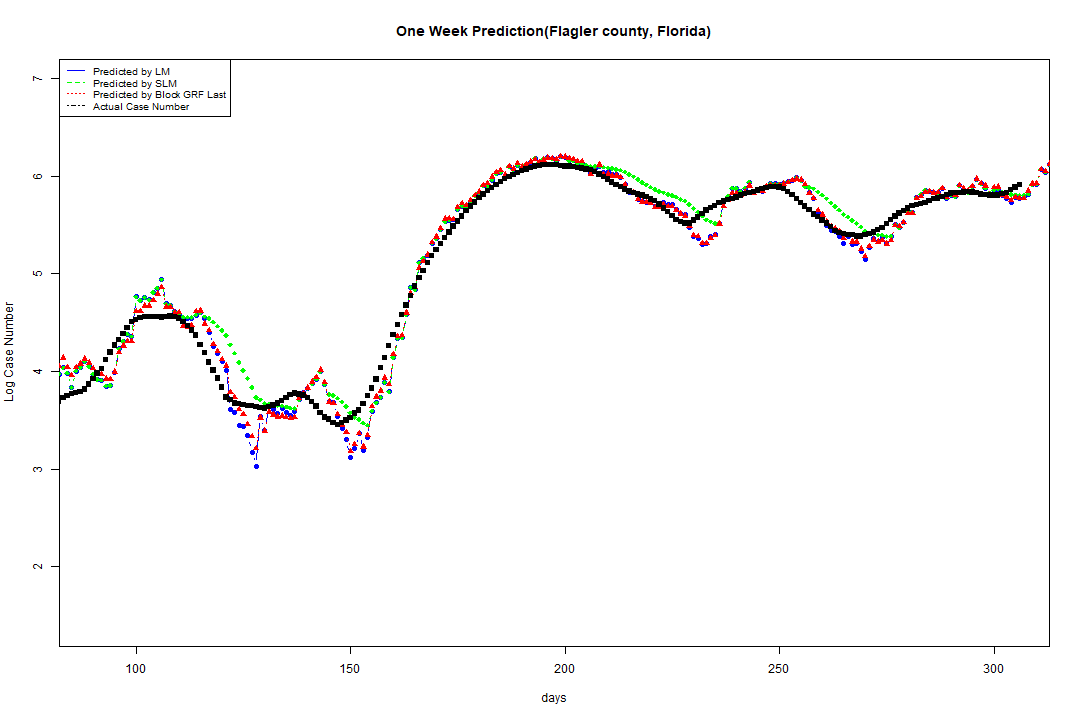 One Week Prediction(Flagler county, Florida)
Predicted by LM
Predicted by SLM
Predicted by Block GRF Last
Actual Case Number
7
6
5
4
3
2
Log Case Number
100 150 200 250 300
days